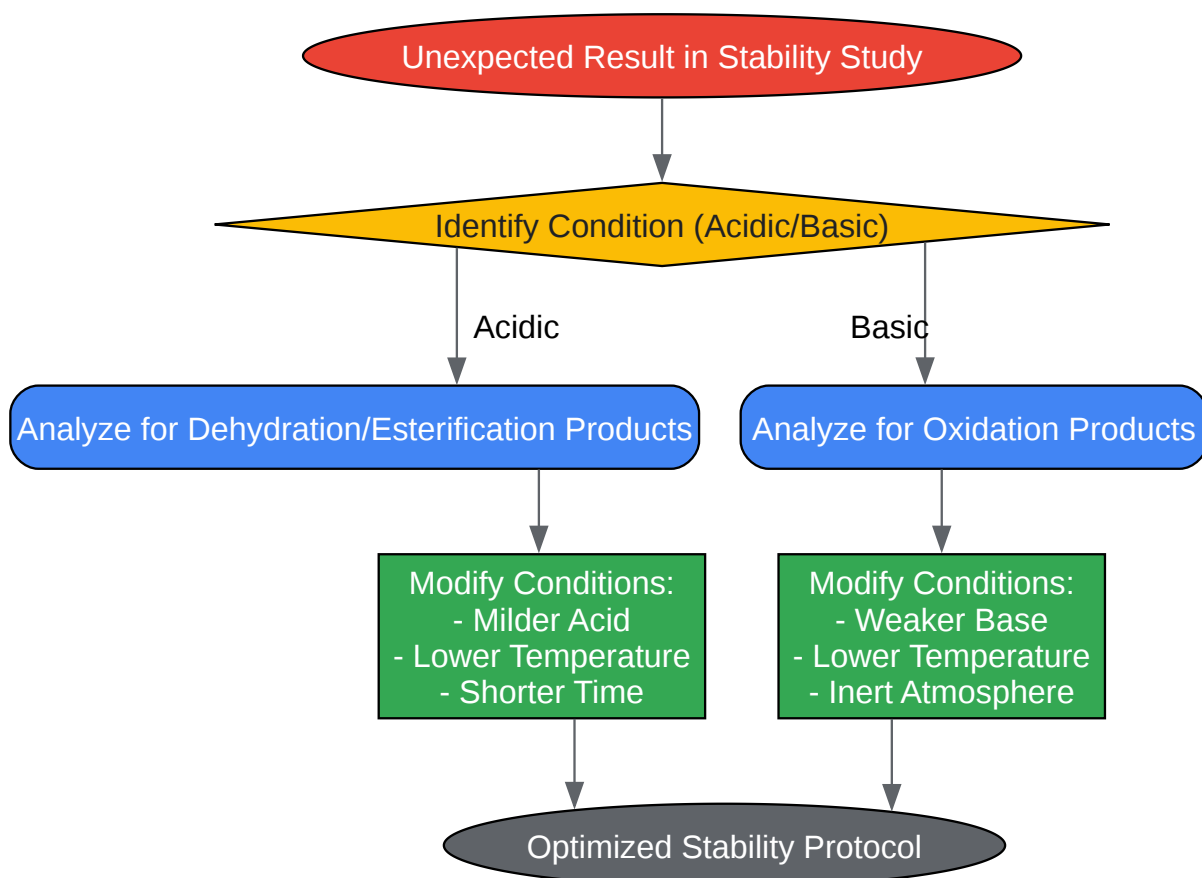 Unexpected Result in Stability Study
Identify Condition (Acidic/Basic)
Acidic
Basic
Analyze for Dehydration/Esterification Products
Analyze for Oxidation Products
Modify Conditions:
- Milder Acid
- Lower Temperature
- Shorter Time
Modify Conditions:
- Weaker Base
- Lower Temperature
- Inert Atmosphere
Optimized Stability Protocol